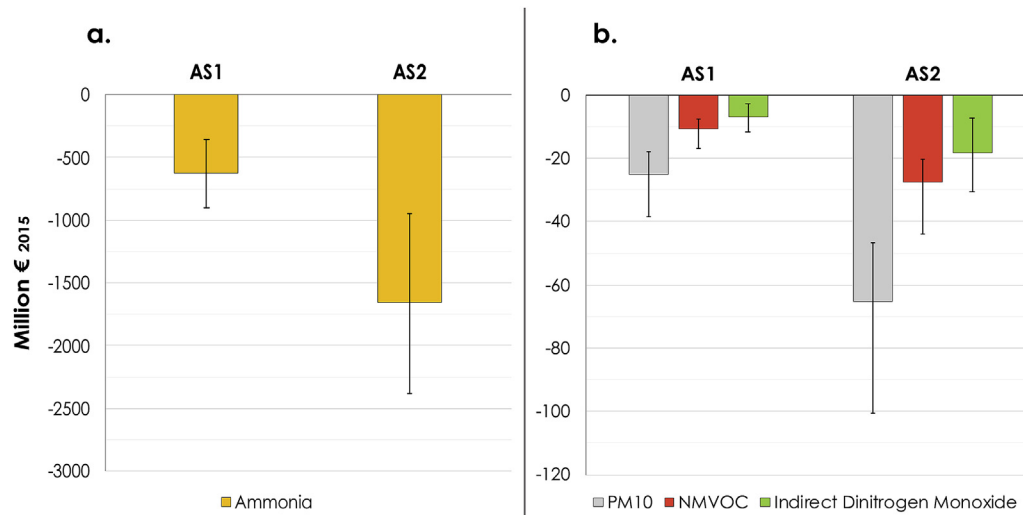 a.
AS1 AS2
0
-500
-1000
-1500
-2000
-2500
-3000
Million € 2015
Ammonia
b.
AS1 AS2
0
-20
-40
-60
-80
-100
-120
PM10 NMVOC Indirect Dinitrogen Monoxide